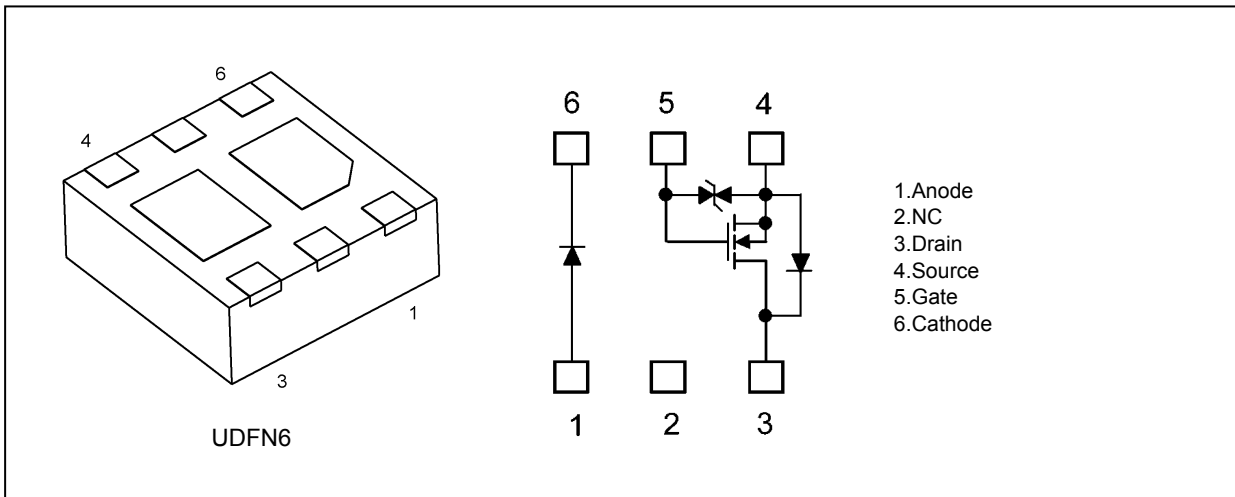 6
4
1
3
UDFN6
6 5 4
1 2 3
1.Anode
2.NC
3.Drain
4.Source
5.Gate
6.Cathode